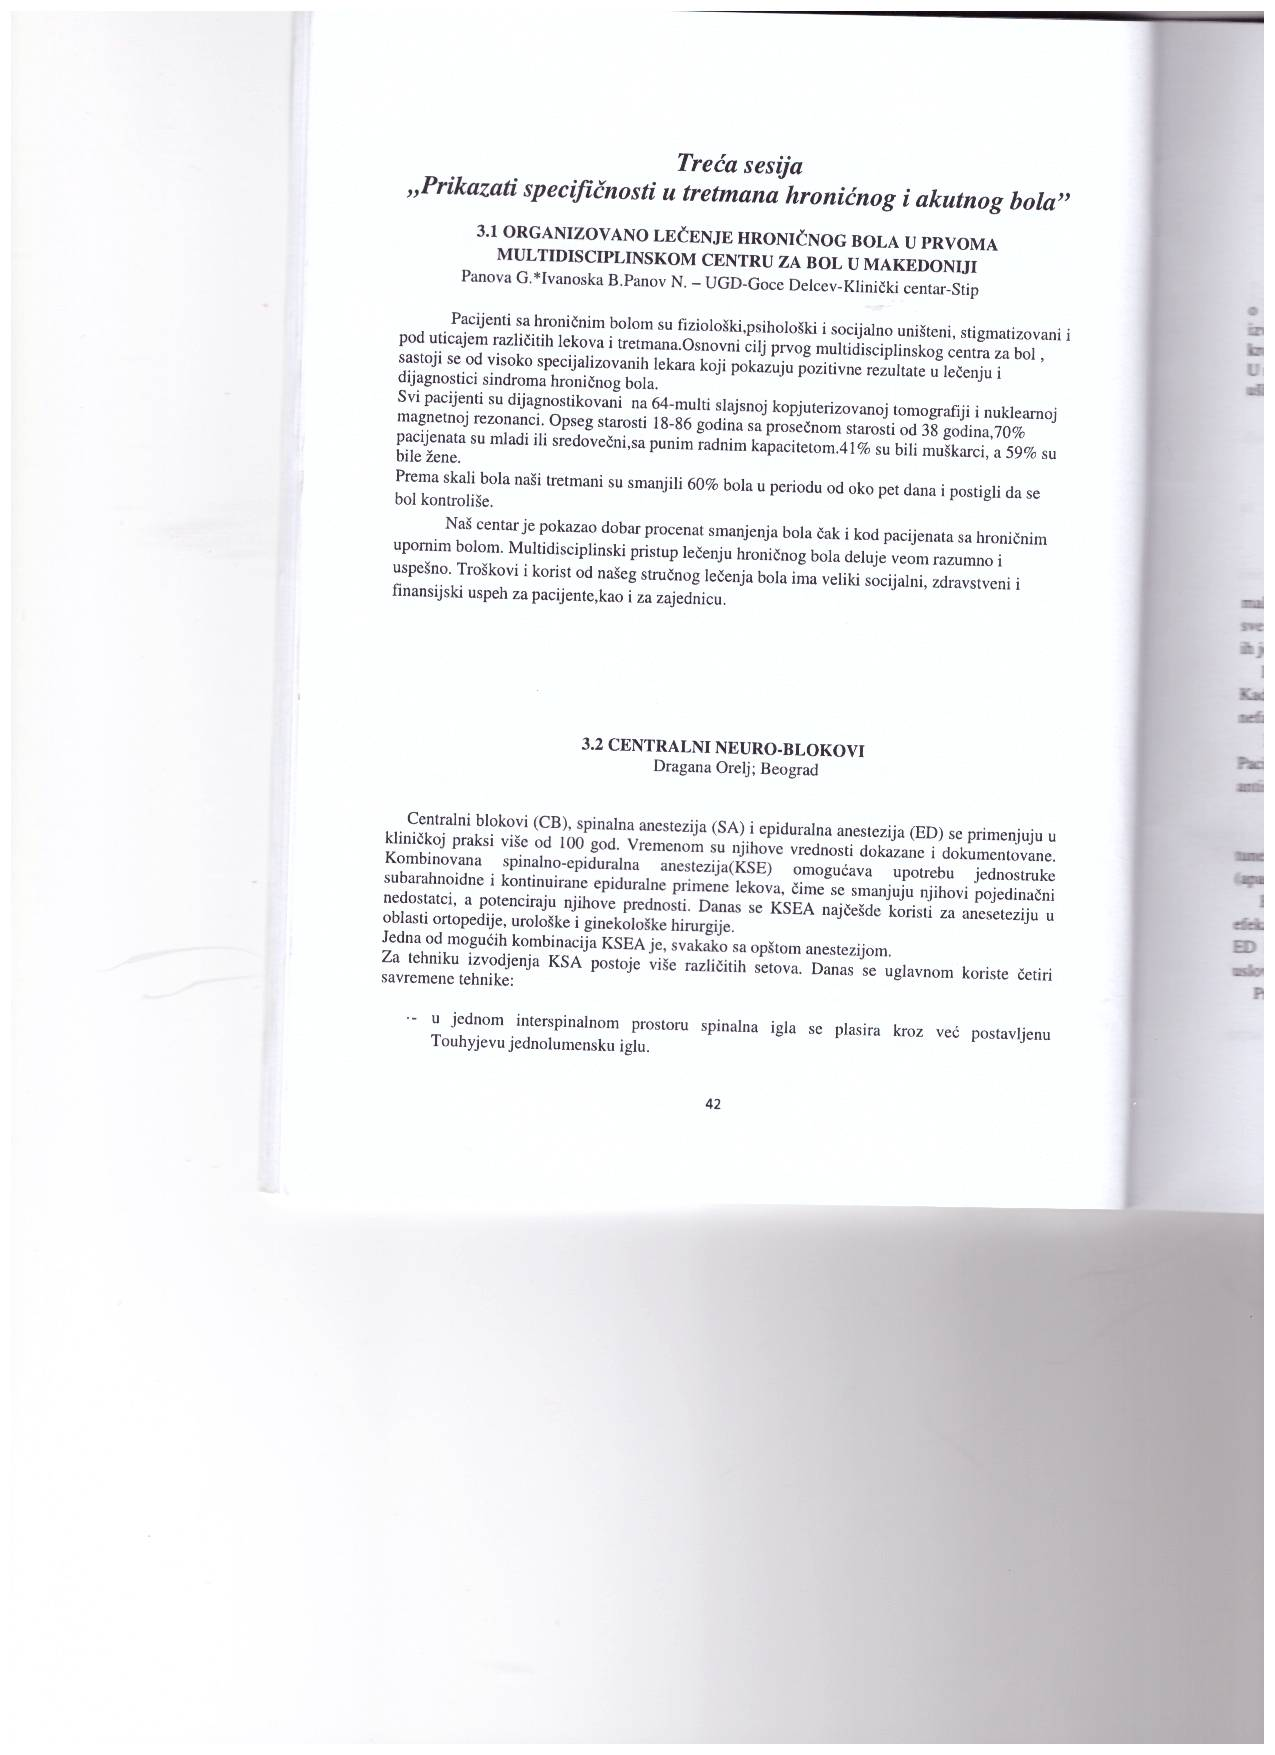 Treća sesija
„Prikazati specifičnosti u tretmana hronićnog i akutnog bola”
3.1 ORGANIZOVANO LEČENJE HRONIČNOG BOLA U PRVOMA
MULTIDISCIPLINSKOM CENTRU ZA BOL U MAKEDONIJI
Panova G.*Ivanoska B.Panov N. – UGD-Goce Delcev-Klinički centar-Stip
Pacijenti sa hroničnim bolom su fiziološki,psihološki i socijalno uništeni, stigmatizovani i
pod uticajem različitih lekova i tretmana.Osnovni cilj prvog multidisciplinskog centra za bol ,
sastoji se od visoko specijalizovanih lekara koji pokazuju pozitivne rezultate u lečenju i
dijagnostici sindroma hroničnog bola.
Svi pacijenti su dijagnostikovani na 64-multi slajsnoj kopjuterizovanoj tomografiji i nuklearnoj
magnetnoj rezonanci. Opseg starosti 18-86 godina sa prosečnom starosti od 38 godina,70%
pacijenata su mladi ili sredovečni,sa punim radnim kapacitetom.41% su bili muškarci, a 59% su
bile žene.
Prema skali bola naši tretmani su smanjili 60% bola u periodu od oko pet dana i postigli da se
bol kontroliše.
Naš centar je pokazao dobar procenat smanjenja bola čak i kod pacijenata sa hroničnim
upornim bolom. Multidisciplinski pristup lečenju hroničnog bola deluje veom razumno i
uspešno. Troškovi i korist od našeg stručnog lečenja bola ima veliki socijalni, zdravstveni i
finansijski uspeh za pacijente,kao i za zajednicu.
3.2 CENTRALNI NEURO-BLOKOVI
Dragana Orelj; Beograd
Centralni blokovi (CB), spinalna anestezija (SA) i epiduralna anestezija (ED) se primenjuju u
kliničkoj praksi više od 100 god. Vremenom su njihove vrednosti dokazane i dokumentovane.
Kombinovana spinalno-epiduralna anestezija(KSE) omogućava upotrebu jednostruke
subarahnoidne i kontinuirane epiduralne primene lekova, čime se smanjuju njihovi pojedinačni
nedostatci, a potenciraju njihove prednosti. Danas se KSEA najčešde koristi za aneseteziju u
oblasti ortopedije, urološke i ginekološke hirurgije.
Jedna od mogućih kombinacija KSEA je, svakako sa opštom anestezijom.
Za tehniku izvodjenja KSA postoje više različitih setova. Danas se uglavnom koriste četiri
savremene tehnike:
-- u jednom interspinalnom prostoru spinalna igla se plasira kroz već postavljenu
Touhyjevu jednolumensku iglu.
42